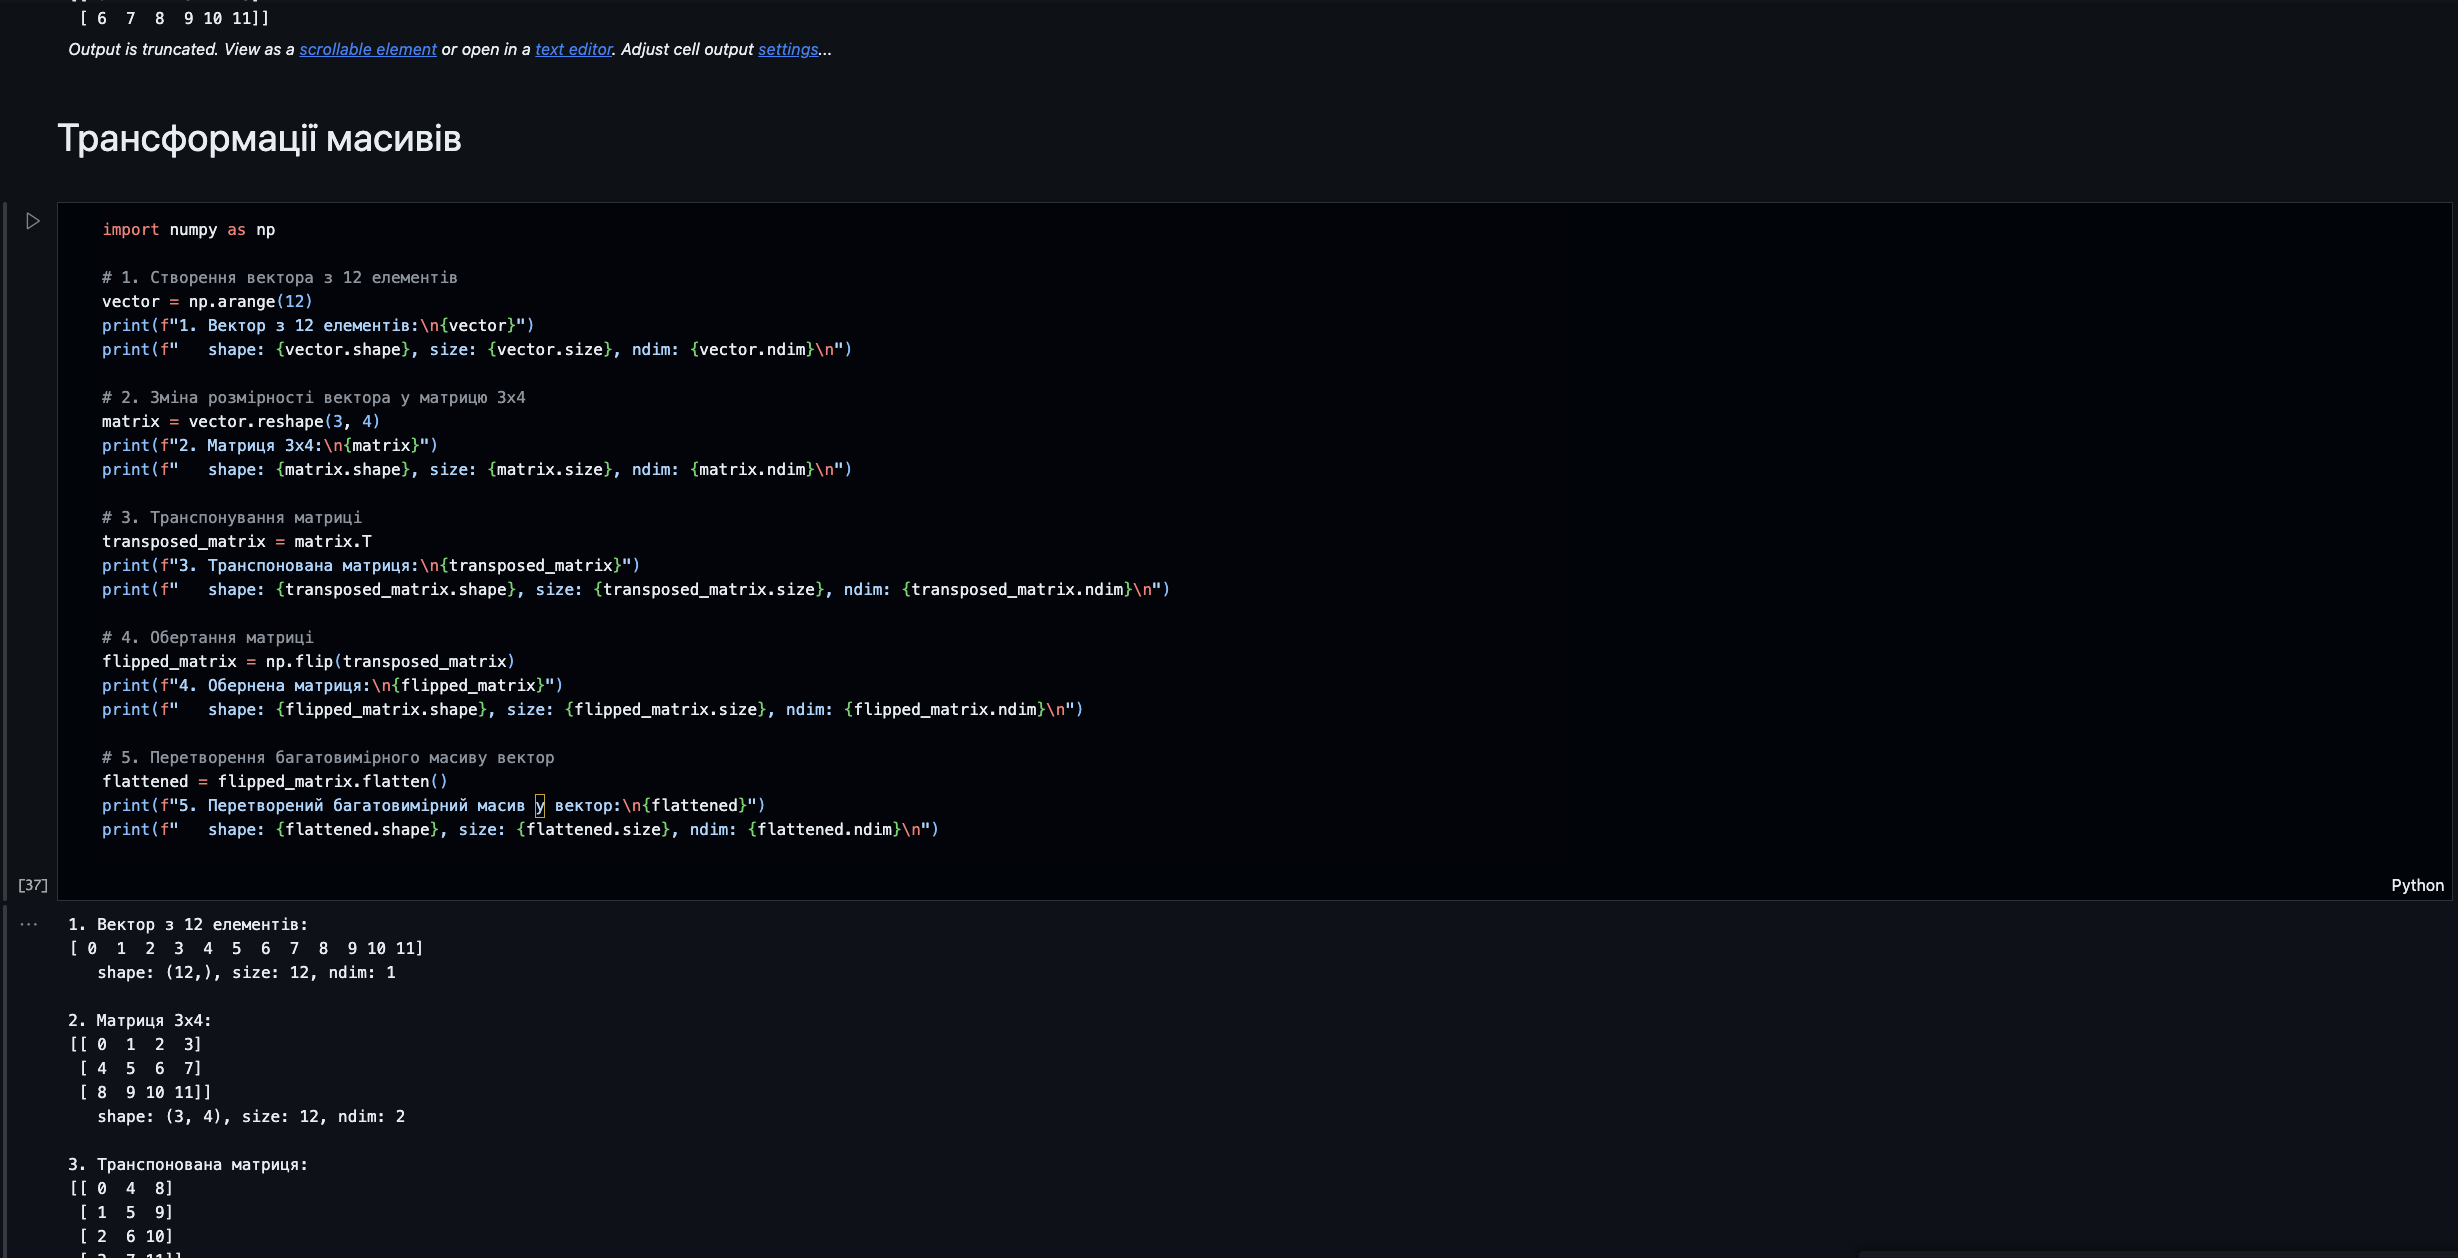 [ 6  7  8  9 10 11]]
Output is truncated. View as a scrollable element or open in a text editor. Adjust cell output settings...
Трансформації масивів
import numpy as np
# 1. Створення вектора з 12 елементів
vector = np.arange(12)
print(f"1. Вектор з 12 елементів:\n{vector}")
print(f"   shape: {vector.shape}, size: {vector.size}, ndim: {vector.ndim}\n")
# 2. Зміна розмірності вектора у матрицю 3x4
matrix = vector.reshape(3, 4)
print(f"2. Матриця 3x4:\n{matrix}")
print(f"   shape: {matrix.shape}, size: {matrix.size}, ndim: {matrix.ndim}\n")
# 3. Транспонування матриці
transposed_matrix = matrix.T
print(f"3. Транспонована матриця:\n{transposed_matrix}")
print(f"   shape: {transposed_matrix.shape}, size: {transposed_matrix.size}, ndim: {transposed_matrix.ndim}\n")
# 4. Обертання матриці
flipped_matrix = np.flip(transposed_matrix)
print(f"4. Обернена матриця:\n{flipped_matrix}")
print(f"   shape: {flipped_matrix.shape}, size: {flipped_matrix.size}, ndim: {flipped_matrix.ndim}\n")
# 5. Перетворення багатовимірного масиву вектор
flattened = flipped_matrix.flatten()
print(f"5. Перетворений багатовимірний масив у вектор:\n{flattened}")
print(f"   shape: {flattened.shape}, size: {flattened.size}, ndim: {flattened.ndim}\n")
[37]
Python
...
1. Вектор з 12 елементів:
[ 0  1  2  3  4  5  6  7  8  9 10 11]
   shape: (12,), size: 12, ndim: 1
2. Матриця 3x4:
[[ 0  1  2  3]
 [ 4  5  6  7]
 [ 8  9 10 11]]
   shape: (3, 4), size: 12, ndim: 2
3. Транспонована матриця:
[[ 0  4  8]
 [ 1  5  9]
 [ 2  6 10]
 [ 3  7 11]]